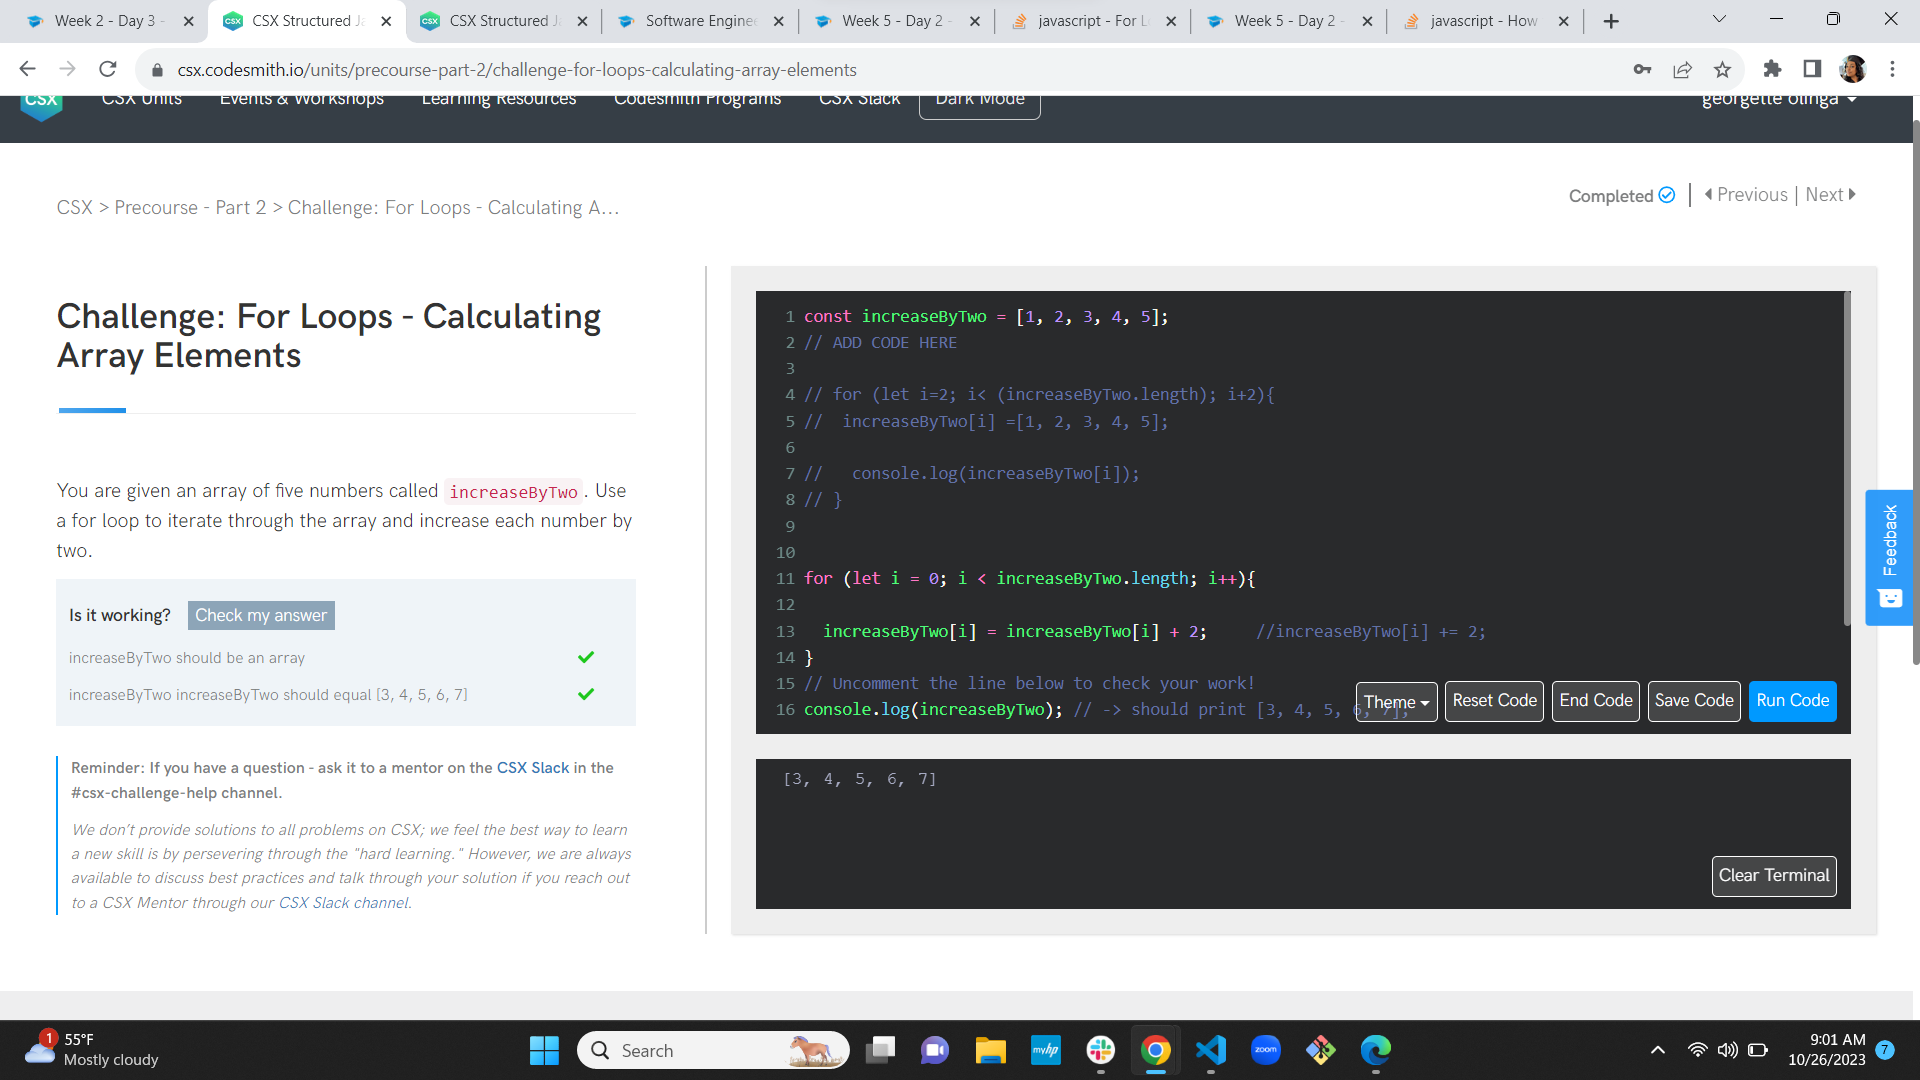 Week 2 - Day 3 -
CSX Structured Ja
CSX Structured Ja
Software Enginee
Week 5 - Day 2 -
javascript - For L
Week 5 - Day 2 -
javascript - How
csx.codesmith.io/units/precourse-part-2/challenge-for-loops-calculating-array-elements
CSX
CSX Units
Events & Workshops
Learning Resources
Codesmith Programs
CSX Slack
Dark Mode
georgette olinga
CSX > Precourse - Part 2 > Challenge: For Loops - Calculating A...
Completed
Previous | Next
Challenge: For Loops - Calculating
Array Elements
You are given an array of five numbers called increaseByTwo. Use
a for loop to iterate through the array and increase each number by
two.
Is it working? Check my answer
increaseByTwo should be an array
increaseByTwo increaseByTwo should equal [3, 4, 5, 6, 7]
Reminder: If you have a question - ask it to a mentor on the CSX Slack in the
#csx-challenge-help channel.
We don't provide solutions to all problems on CSX; we feel the best way to learn
a new skill is by persevering through the "hard learning." However, we are always
available to discuss best practices and talk through your solution if you reach out
to a CSX Mentor through our CSX Slack channel.
1 const increaseByTwo = [1, 2, 3, 4, 5];
2 // ADD CODE HERE
3
4 // for (let i=2; i< (increaseByTwo.length); i+2){
5 //  increaseByTwo[i] =[1, 2, 3, 4, 5];
6
7 //   console.log(increaseByTwo[i]);
8 // }
9
10
11 for (let i = 0; i < increaseByTwo.length; i++){
12
13   increaseByTwo[i] = increaseByTwo[i] + 2;     //increaseByTwo[i] += 2;
14 }
15 // Uncomment the line below to check your work!
16 console.log(increaseByTwo); // -> should print [3, 4, 5, 6, 7];
Theme
Reset Code
End Code
Save Code
Run Code
[3, 4, 5, 6, 7]
Clear Terminal
Feedback
1
55°F
Mostly cloudy
Search
myhp
zoom
9:01 AM
10/26/2023
7